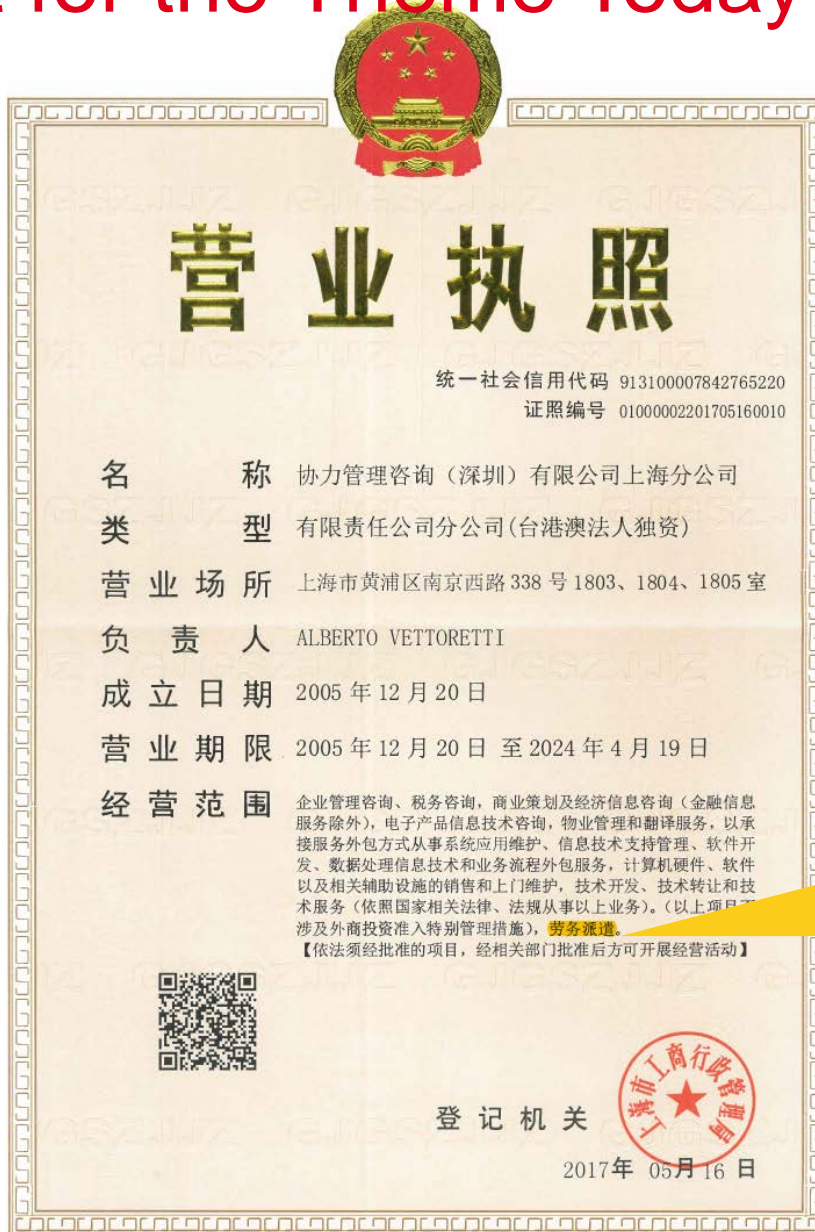 for the Theme Today
营业执照
统一社会信用代码 913100007842765220
证照编号 01000002201705160010
名称 协力管理咨询（深圳）有限公司上海分公司
类型 有限责任公司分公司(台港澳法人独资)
营业场所 上海市黄浦区南京西路338号1803、1804、1805室
负责人 ALBERTO VETTORETTI
成立日期 2005年12月20日
营业期限 2005年12月20日 至2024年4月19日
经营范围 企业管理咨询、税务咨询，商业策划及经济信息咨询（金融信息
服务除外），电子产品信息技术咨询，物业管理和翻译服务，以承
接服务外包方式从事系统应用维护、信息技术支持管理、软件开
发、数据处理信息技术和业务流程外包服务，计算机硬件、软件
以及相关辅助设施的销售和上门维护，技术开发、技术转让和技
术服务（依照国家相关法律、法规从事以上业务）。（以上项目不
涉及外商投资准入特别管理措施），劳务派遣。
【依法须经批准的项目，经相关部门批准后方可开展经营活动】
上海市工商行政管理局
登记机关
2017年 05月16日